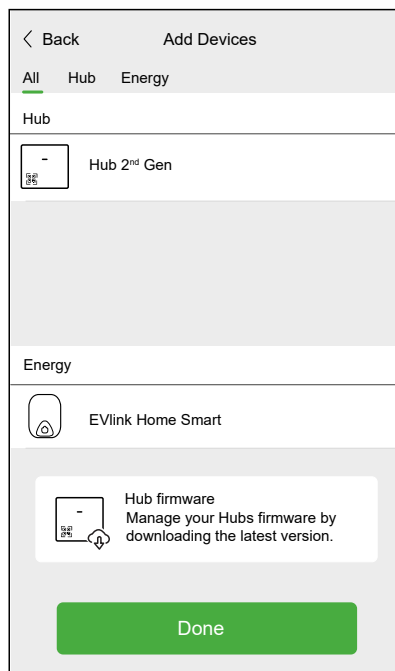 Back Add Devices
All Hub Energy
Hub
Hub 2nd Gen
Energy
EVlink Home Smart
Hub firmware
Manage your Hubs firmware by
downloading the latest version.
Done